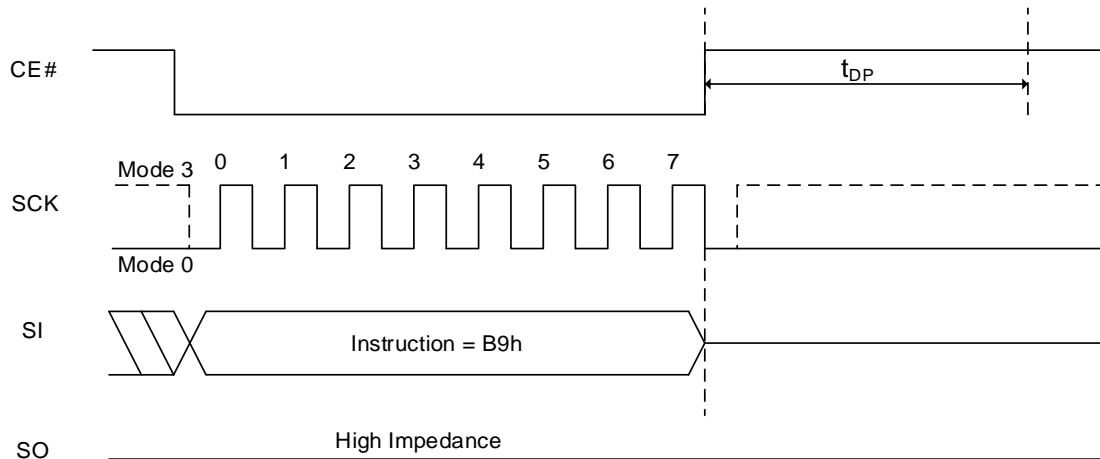 CE#
tDP
Mode 3
0 1 2 3 4 5 6 7
SCK
Mode 0
SI
Instruction = B9h
High Impedance
SO